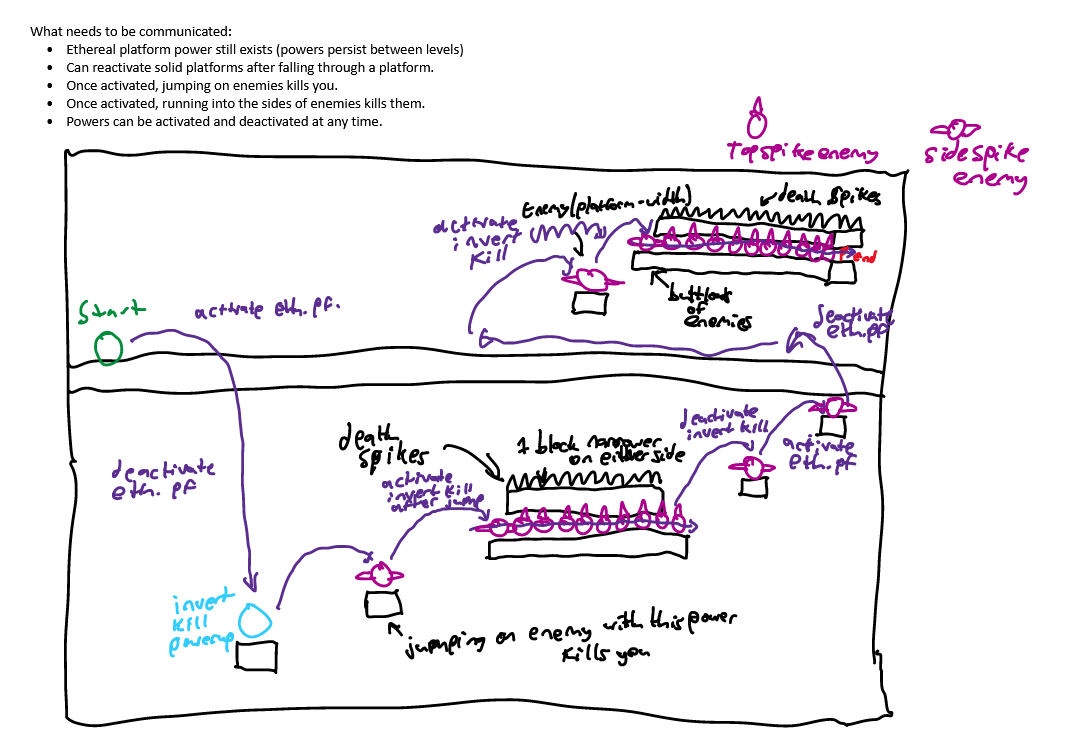 What needs to be communicated:
• Ethereal platform power still exists (powers persist between levels)
• Can reactivate solid platforms after falling through a platform.
• Once activated, jumping on enemies kills you.
• Once activated, running into the sides of enemies kills them.
• Powers can be activated and deactivated at any time.
Top spike enemy
side spike
enemy
Enemy (platform-width)
death spikes
activate
invert
kill
end
buttload
of
enemies
Start
activate eth. pf.
Deactivate
eth. pf
death
spikes
1 block narrower
on either side
deactivate
invert kill
activate
eth. pf
activate
invert kill
after jump
deactivate
eth. pf
invert
kill
powerup
jumping on enemy with this power
kills you